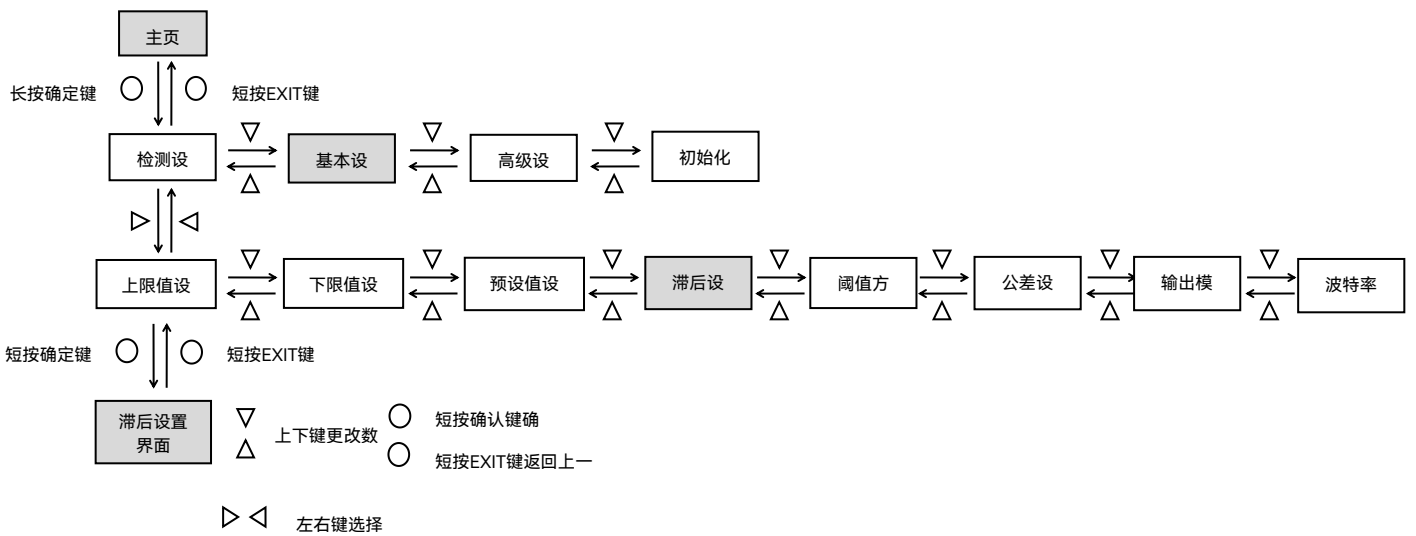 主页
长按确定键
短按EXIT键
检测设
基本设
高级设
初始化
上限值设
下限值设
预设值设
滞后设
阈值方
公差设
输出模
波特率
短按确定键
短按EXIT键
滞后设置
界面
上下键更改数
短按确认键确
短按EXIT键返回上一
左右键选择